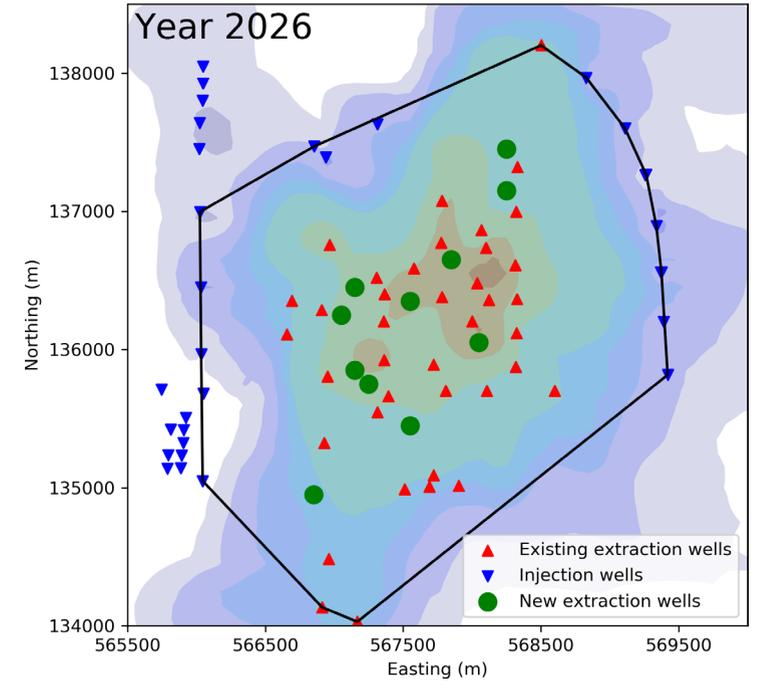 Year 2026
138000
137000
136000
135000
134000
Northing (m)
565500 566500 567500 568500 569500
Easting (m)
Existing extraction wells
Injection wells
New extraction wells